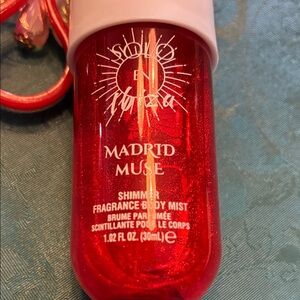 SOLO
EN
Ibiza
MADRID
MUSE
SHIMMER
FRAGRANCE BODY MIST
BRUME PARFUMÉE
SCINTILLANTE POUR LE CORPS
1.02 FL. OZ. (30mL)℮